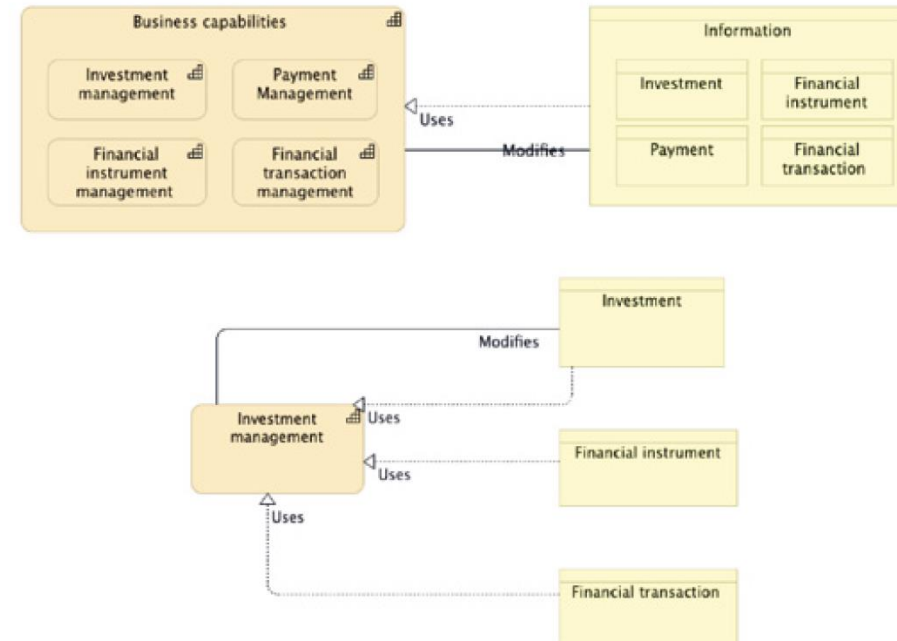 Business capabilities
Investment
management
Payment
Management
Financial
instrument
management
Financial
transaction
management
Uses
Modifies
Information
Investment
Financial
instrument
Payment
Financial
transaction
Investment
Modifies
Investment
management
Uses
Financial instrument
Uses
Uses
Financial transaction